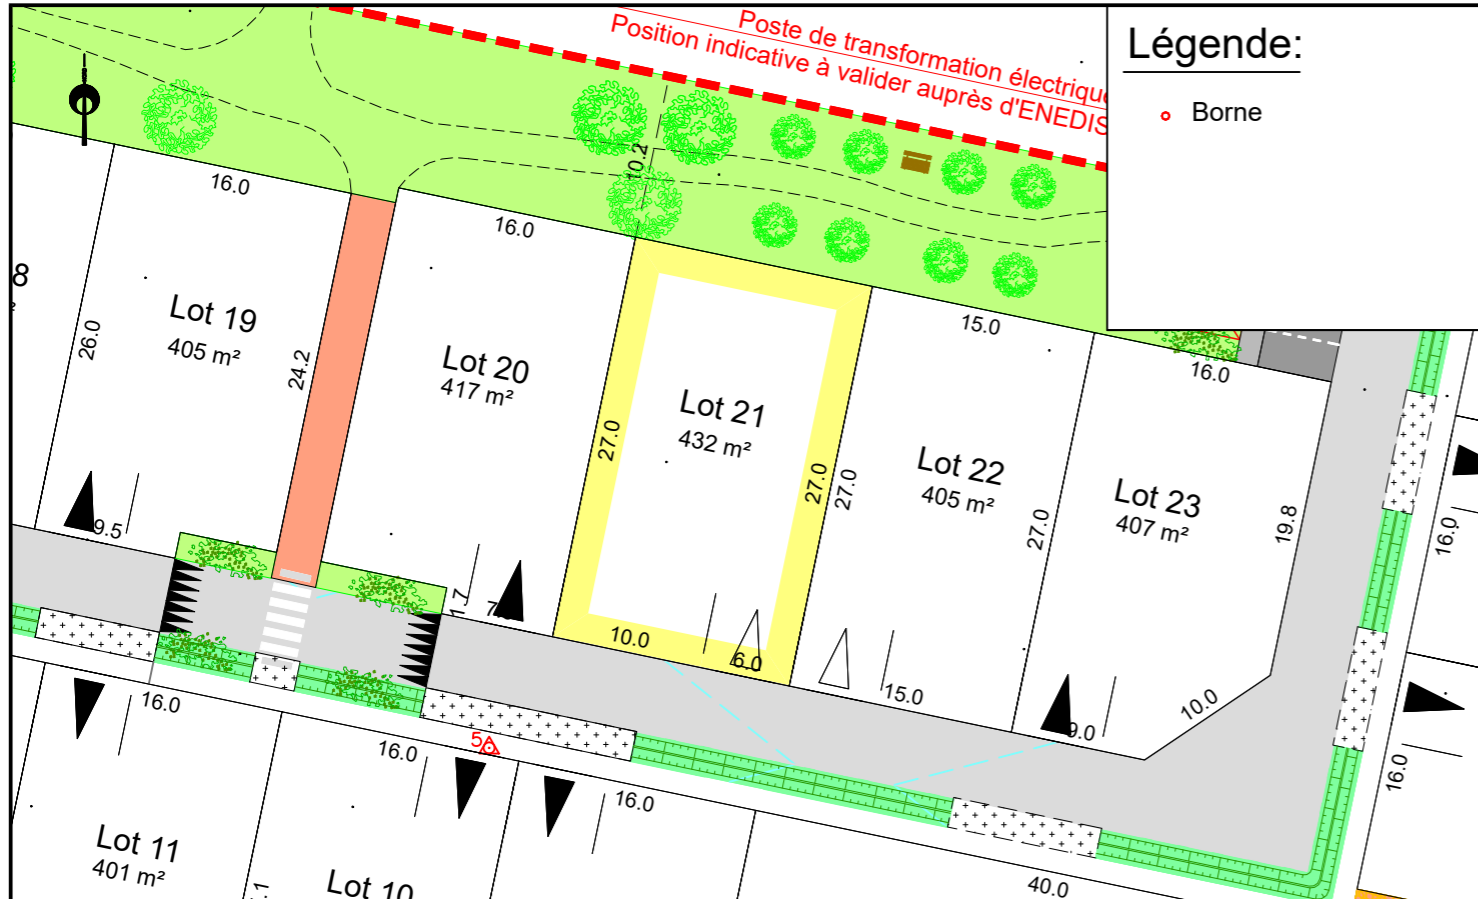 Poste de transformation électrique
Position indicative à valider auprès d'ENEDIS
Légende:
Borne
10.2
16.0
16.0
15.0
16.0
8
26.0
Lot 19
405 m²
24.2
Lot 20
417 m²
27.0
Lot 21
432 m²
27.0
27.0
Lot 22
405 m²
27.0
Lot 23
407 m²
19.8
16.0
9.5
1.7
10.0
6.0
15.0
9.0
10.0
16.0
16.0
5
16.0
16.0
Lot 11
401 m²
Lot 10
40.0